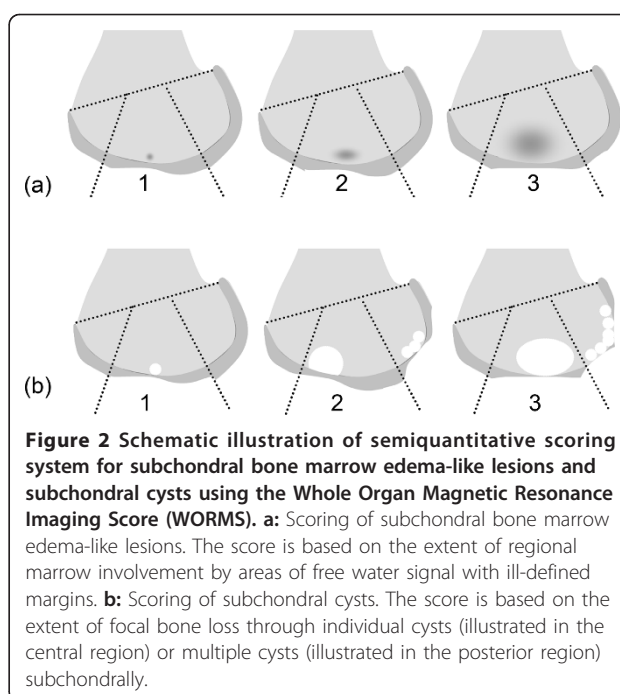 (a)
1 2 3
(b)
1 2 3
Figure 2 Schematic illustration of semiquantitative scoring
system for subchondral bone marrow edema-like lesions and
subchondral cysts using the Whole Organ Magnetic Resonance
Imaging Score (WORMS). a: Scoring of subchondral bone marrow
edema-like lesions. The score is based on the extent of regional
marrow involvement by areas of free water signal with ill-defined
margins. b: Scoring of subchondral cysts. The score is based on the
extent of focal bone loss through individual cysts (illustrated in the
central region) or multiple cysts (illustrated in the posterior region)
subchondrally.